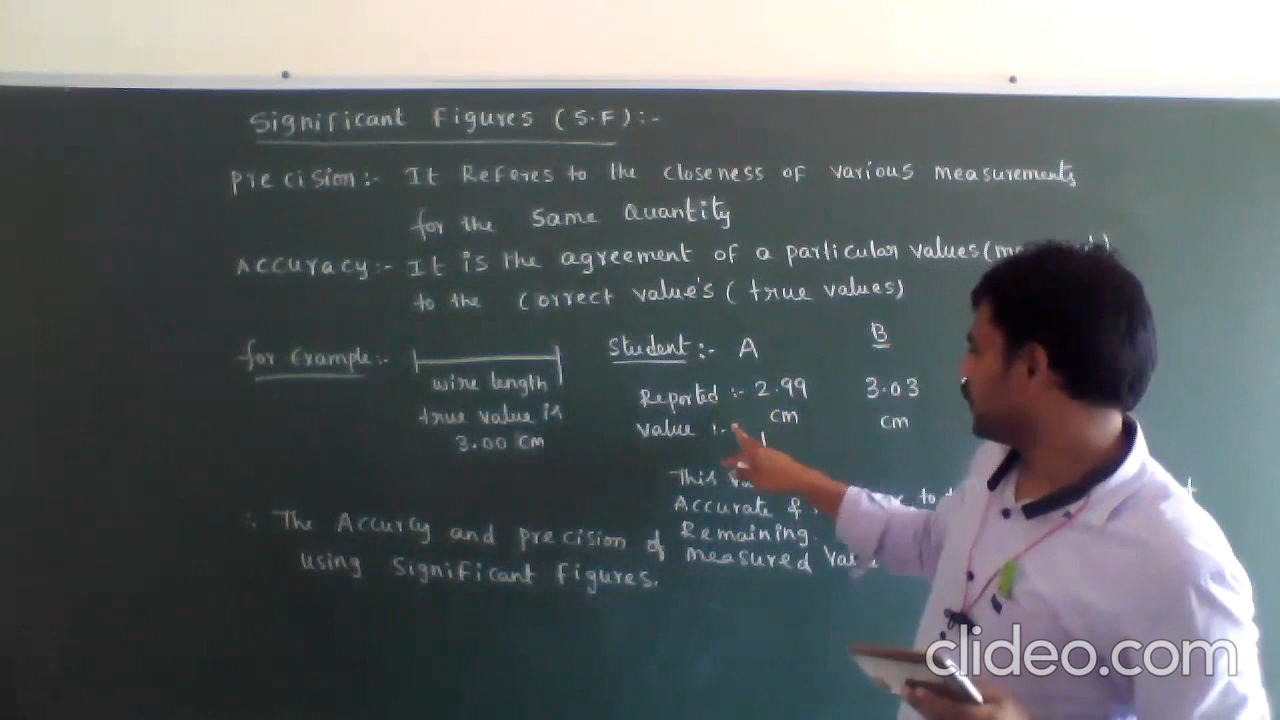 Significant Figures (S.F):-
Precision:- It Referes to the closeness of various measurements
for the same Quantity
Accuracy:- It is the agreement of a particular values
to the correct value's (true values)
for Example:-
wire length
true value is
3.00 cm
Student:- A B
Reported :- 2.99 3.03
Value :- cm cm
This
Accurate &
Remaining
measured
∴ The Accurcy and precision of
using significant figures.
clideo.com